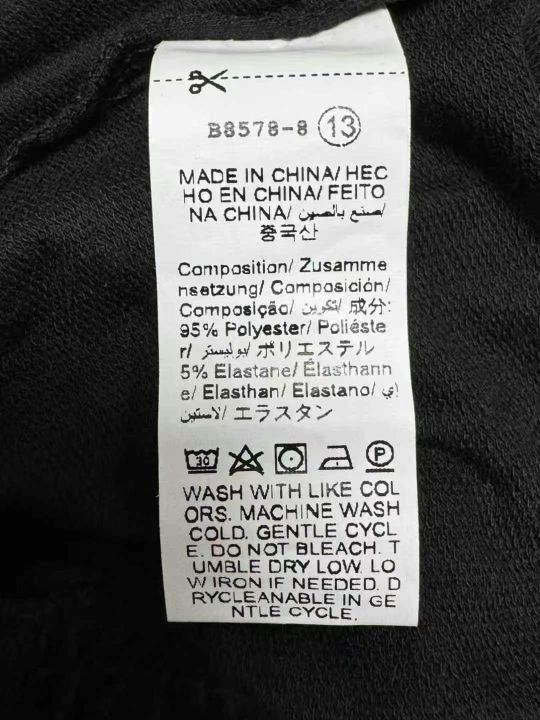 B8578-8 13
MADE IN CHINA/ HEC
HO EN CHINA/ FEITO
NA CHINA/ صنع بالصين/
중국산
Composition/ Zusamme
nsetzung/ Composición/
Composição/ تكوين/ 成分:
95% Polyester/ Poliéste
r/ بوليستر/ ポリエステル
5% Elastane/ Élasthann
e/ Elasthan/ Elastano/ إي
لاستين/ エラスタン
30 P
WASH WITH LIKE COL
ORS. MACHINE WASH
COLD. GENTLE CYCL
E. DO NOT BLEACH. T
UMBLE DRY LOW. LO
W IRON IF NEEDED. D
RYCLEANABLE IN GE
NTLE CYCLE.